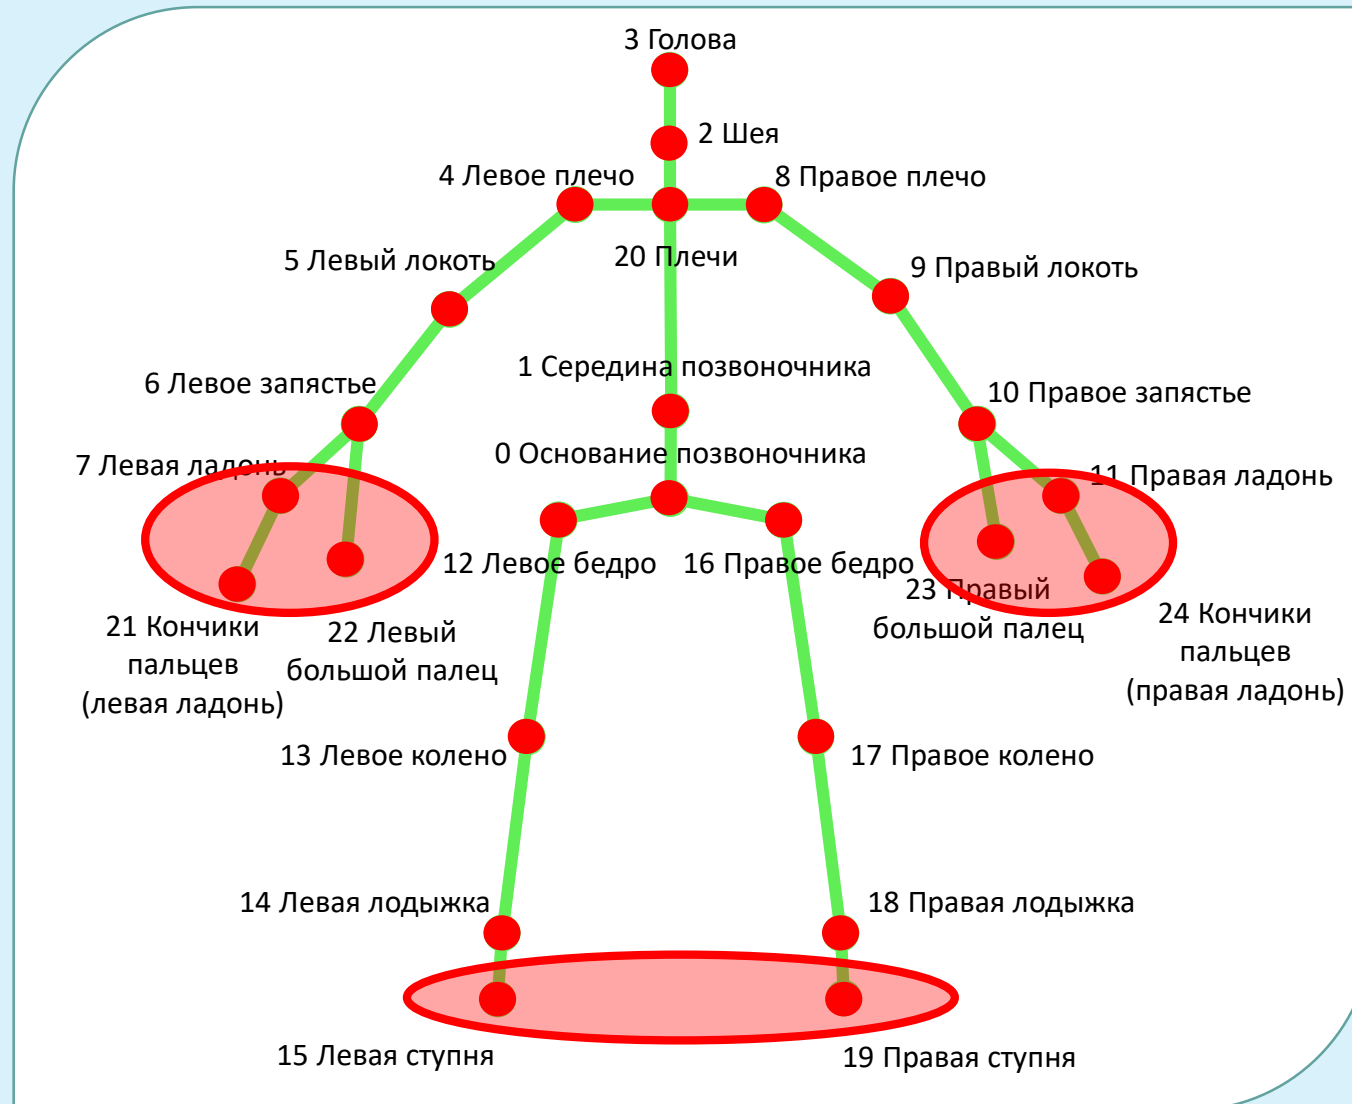 3 Голова
2 Шея
4 Левое плечо
8 Правое плечо
20 Плечи
5 Левый локоть
9 Правый локоть
1 Середина позвоночника
6 Левое запястье
10 Правое запястье
0 Основание позвоночника
7 Левая ладонь
11 Правая ладонь
12 Левое бедро
16 Правое бедро
23 Правый
большой палец
21 Кончики
пальцев
(левая ладонь)
22 Левый
большой палец
24 Кончики
пальцев
(правая ладонь)
13 Левое колено
17 Правое колено
14 Левая лодыжка
18 Правая лодыжка
15 Левая ступня
19 Правая ступня